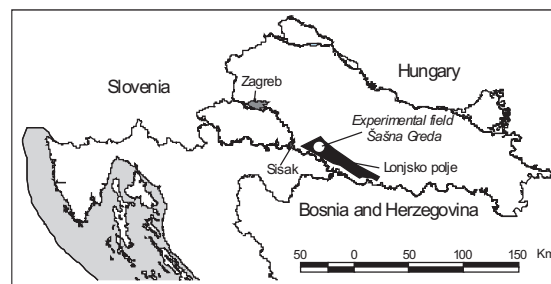 Slovenia
Zagreb
Hungary
Experimental field
Šašna Greda
Sisak
Lonjsko polje
Bosnia and Herzegovina
50 0 50 100 150 Km